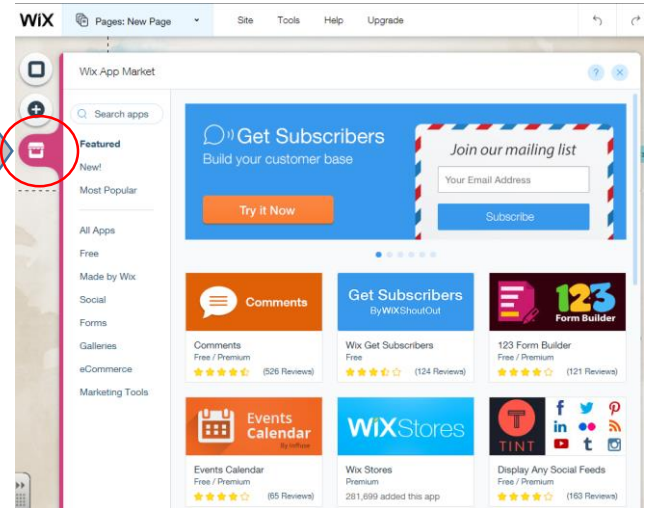 WiX Pages: New Page Site Tools Help Upgrade
Wix App Market
?
Search apps
Featured
New!
Most Popular
All Apps
Free
Made by Wix
Social
Forms
Galleries
eCommerce
Marketing Tools
Get Subscribers
Build your customer base
Try it Now
Join our mailing list
Your Email Address
Subscribe
Comments
Comments
Free / Premium
(526 Reviews)
Get Subscribers
By WiX ShoutOut
Wix Get Subscribers
Free
(124 Reviews)
123
Form Builder
123 Form Builder
Free / Premium
(121 Reviews)
Events
Calendar
By Inffuse
Events Calendar
Free / Premium
(65 Reviews)
WiXStores
Wix Stores
Premium
281,699 added this app
TINT
Display Any Social Feeds
Free / Premium
(163 Reviews)